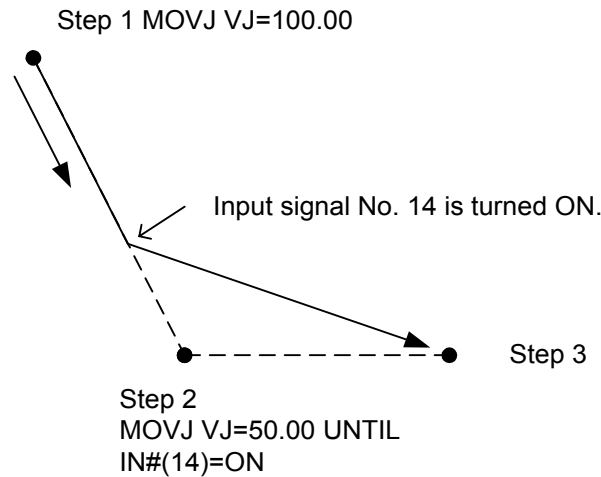 Step 1 MOVJ VJ=100.00
Input signal No. 14 is turned ON.
Step 3
Step 2
MOVJ VJ=50.00 UNTIL
IN#(14)=ON